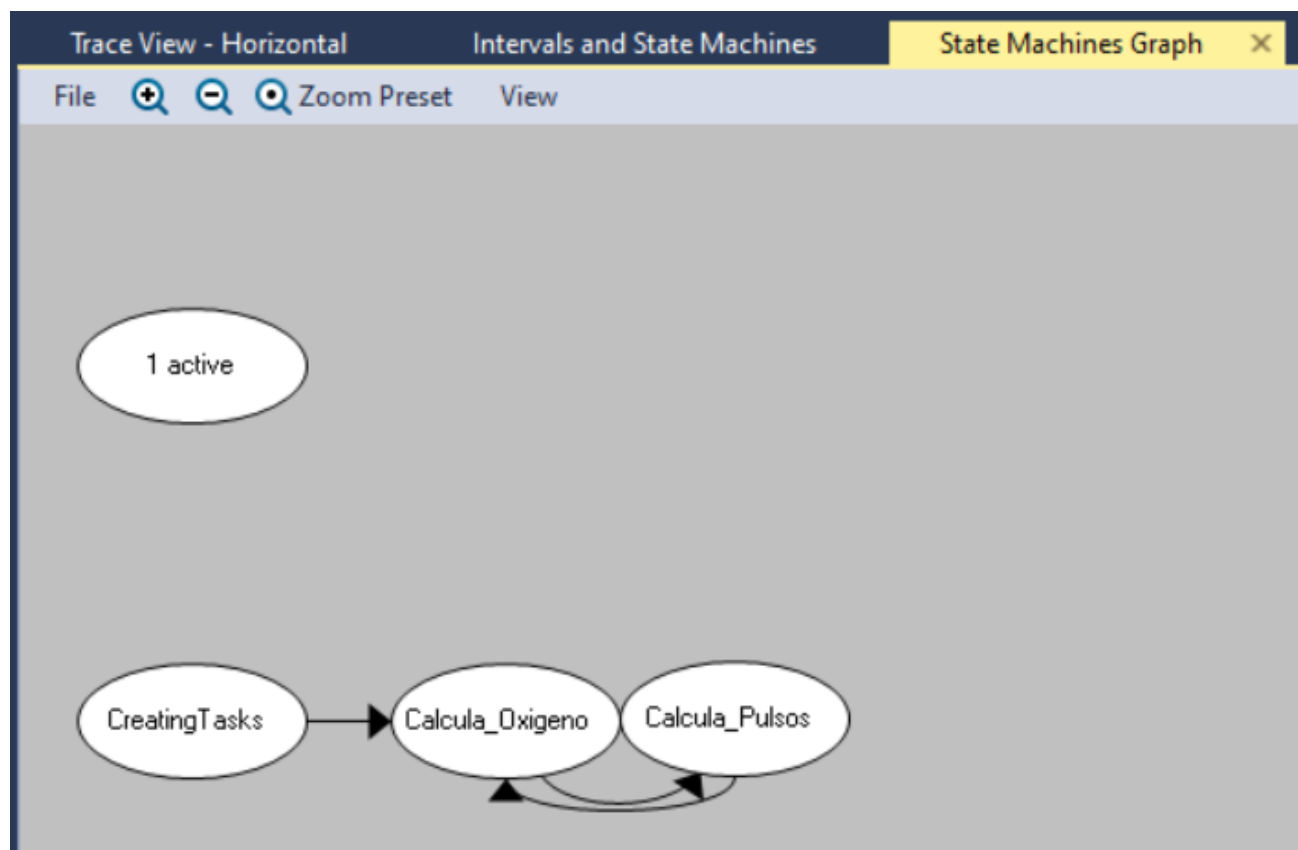 Trace View - Horizontal Intervals and State Machines State Machines Graph
File Zoom Preset View
1 active
CreatingTasks Calcula_Oxigeno Calcula_Pulsos